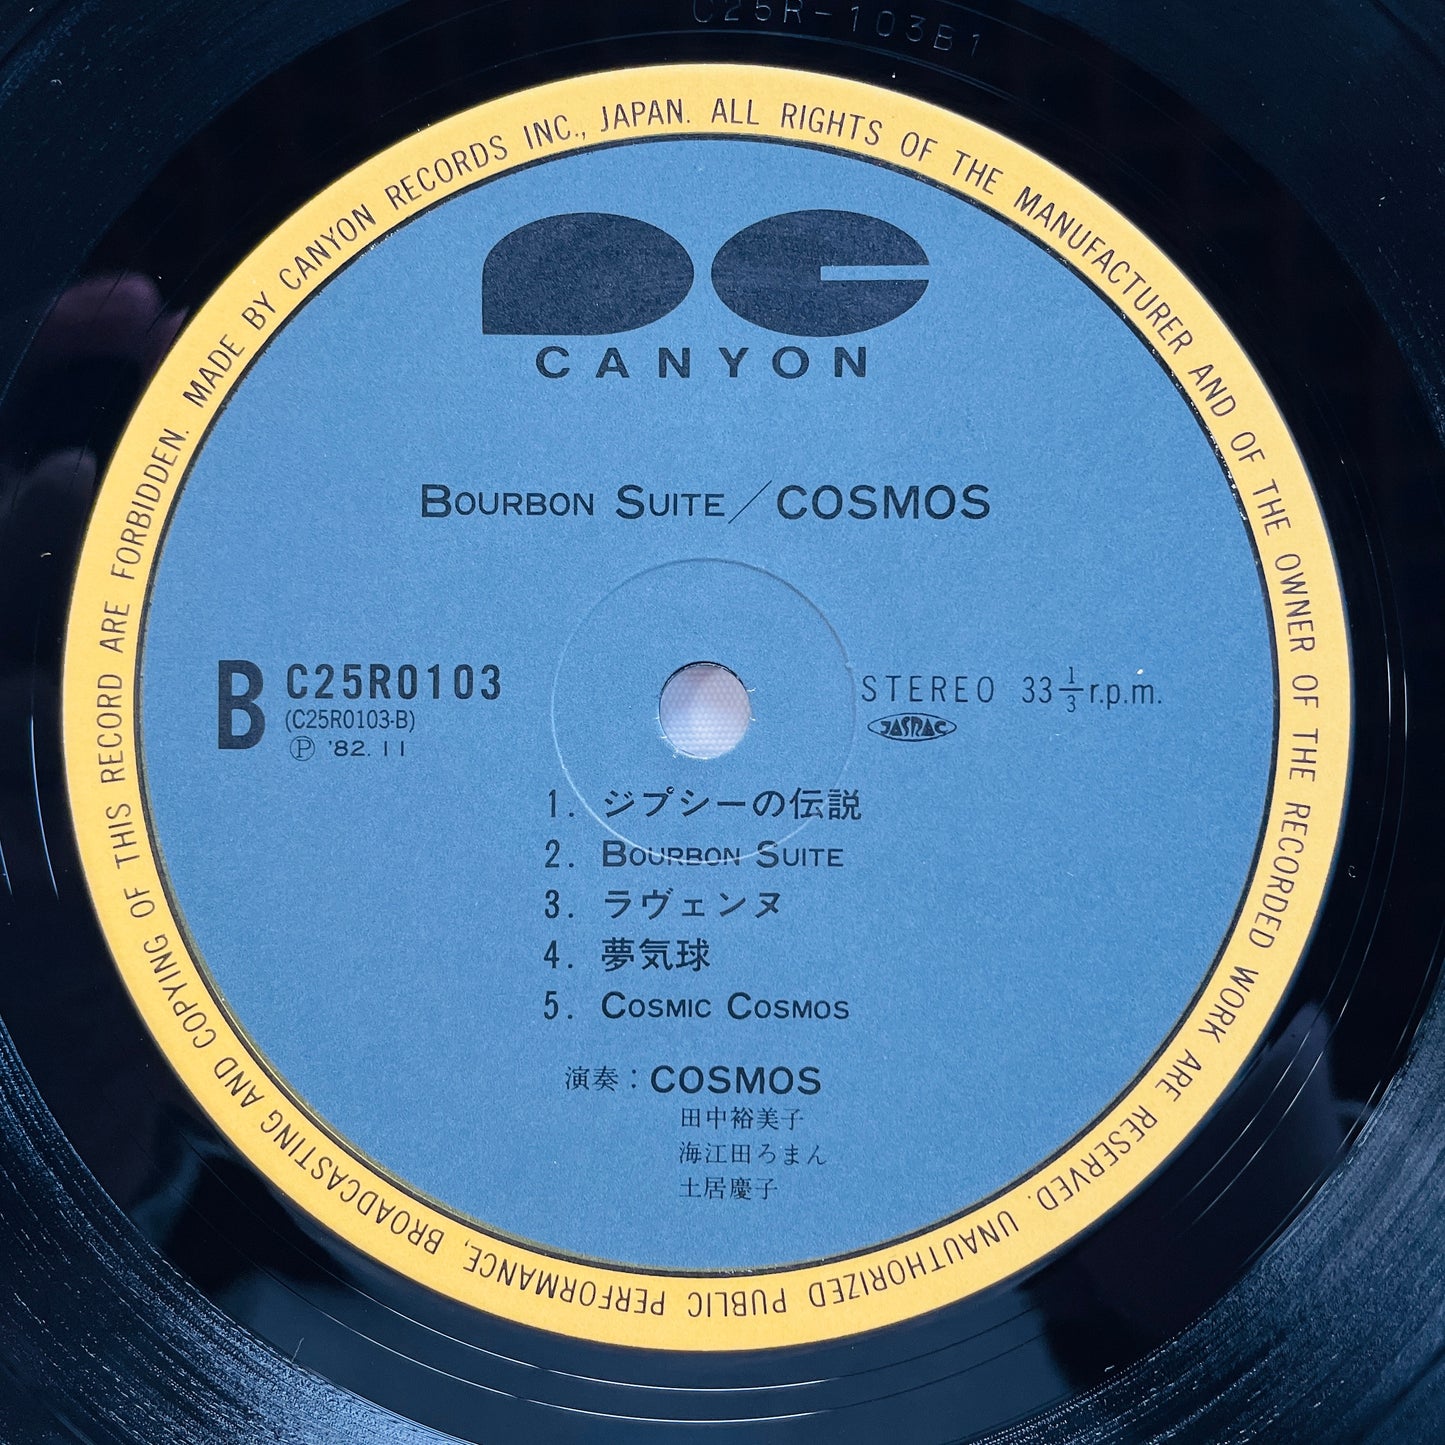 C25R-103B1
MADE BY CANYON RECORDS INC., JAPAN. ALL RIGHTS OF THE MANUFACTURER AND OF THE OWNER OF THE RECORDED WORK ARE RESERVED. UNAUTHORIZED PUBLIC PERFORMANCE, BROADCASTING AND COPYING OF THIS RECORD ARE FORBIDDEN.
CANYON
BOURBON SUITE/COSMOS
B C25R0103
(C25R0103-B)
Ⓟ '82.11
STEREO 33 1/3 r.p.m.
JASRAC
1. ジプシーの伝説
2. BOURBON SUITE
3. ラヴェンヌ
4. 夢気球
5. COSMIC COSMOS
演奏：COSMOS
田中裕美子
海江田ろまん
土居慶子